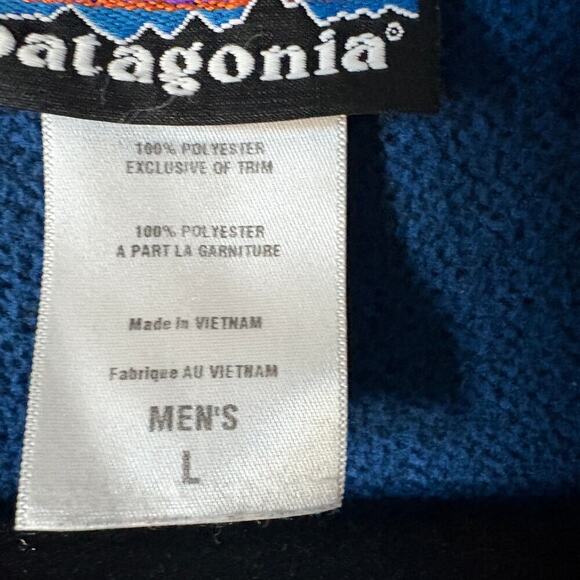 patagonia®
100% POLYESTER
EXCLUSIVE OF TRIM
100% POLYESTER
A PART LA GARNITURE
Made in VIETNAM
Fabrique AU VIETNAM
MEN'S
L